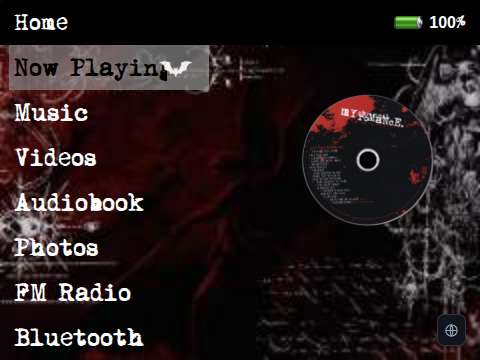 Home
100%
Now Playin
Music
Videos
Audiobook
Photos
FM Radio
Bluetooth